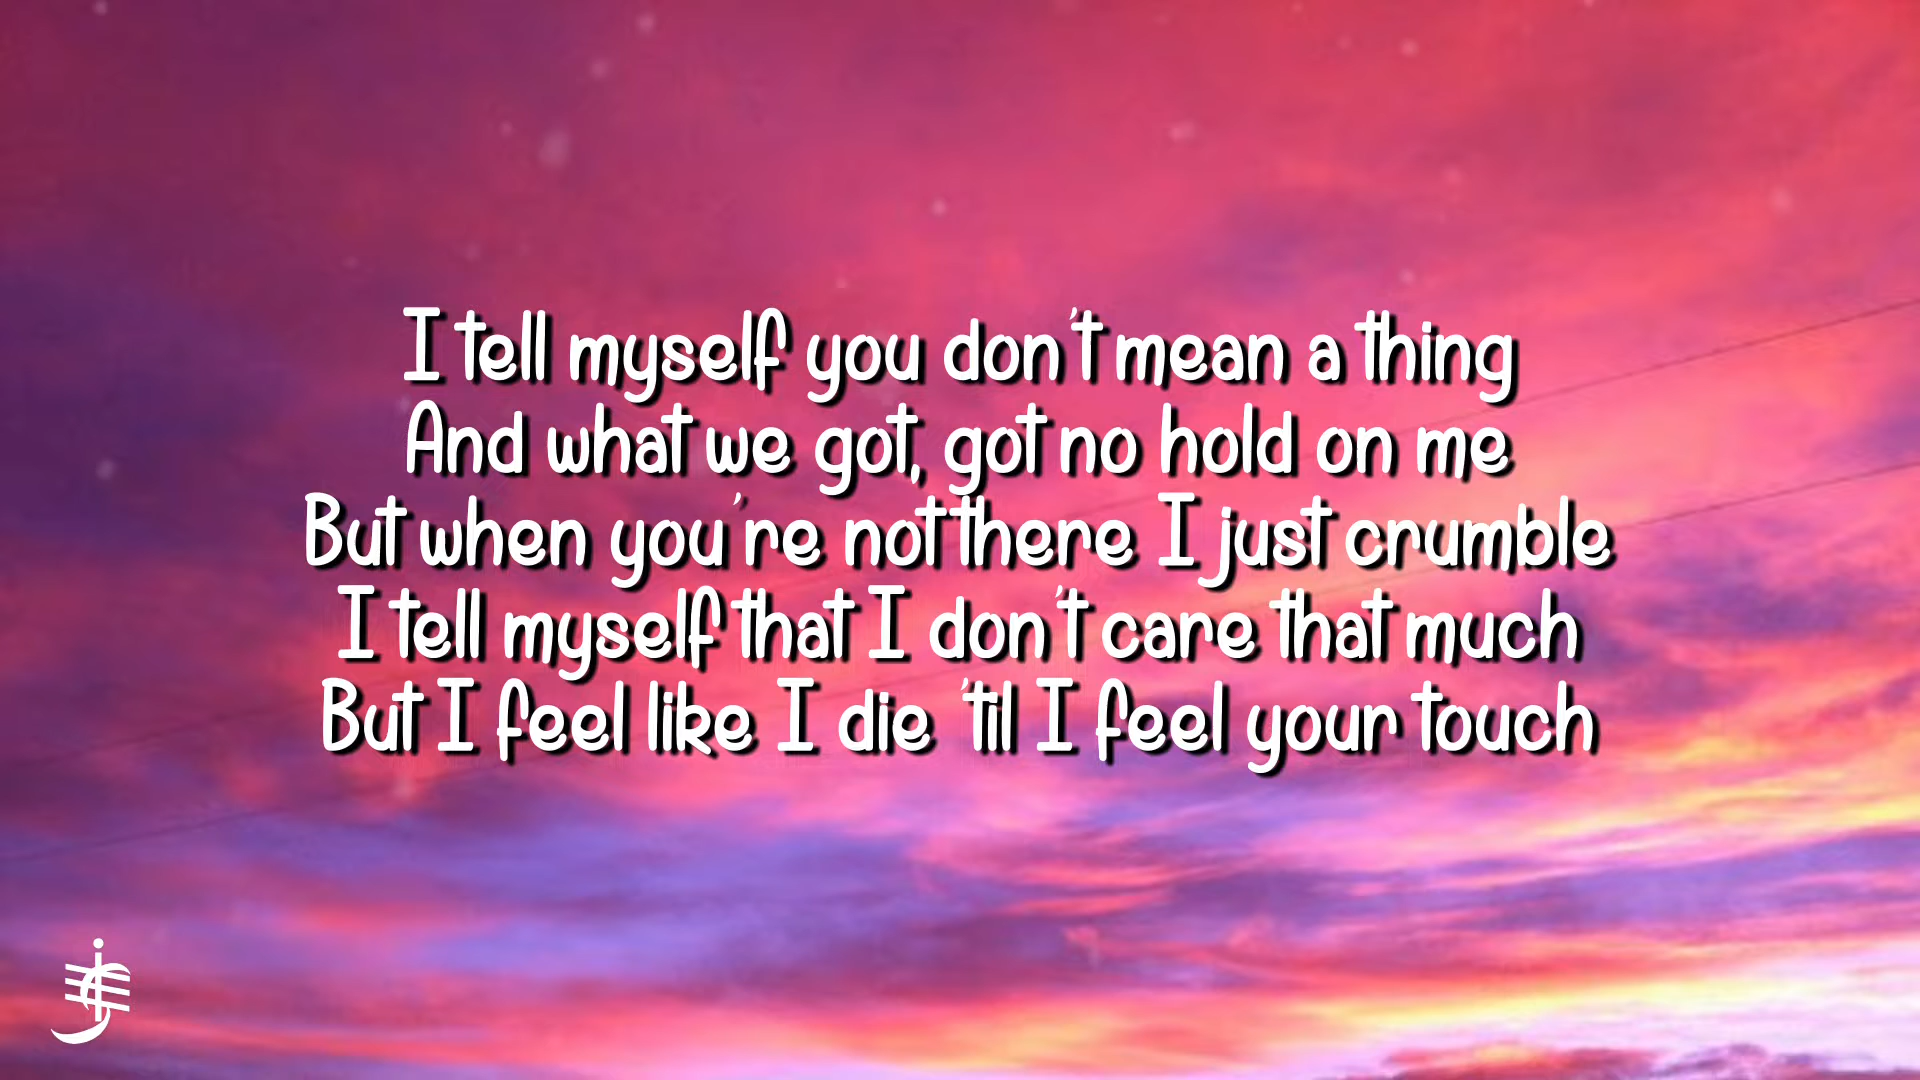 I tell myself you don't mean a thing
And what we got, got no hold on me
But when you're not there I just crumble
I tell myself that I don't care that much
But I feel like I die 'til I feel your touch